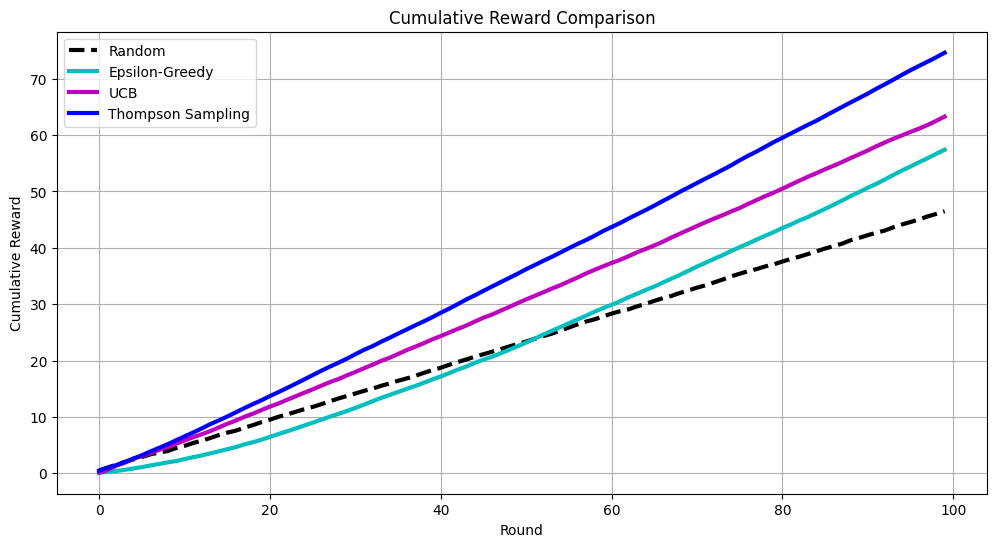 Cumulative Reward Comparison
Random
Epsilon-Greedy
UCB
Thompson Sampling
Cumulative Reward
70
60
50
40
30
20
10
0
0 20 40 60 80 100
Round